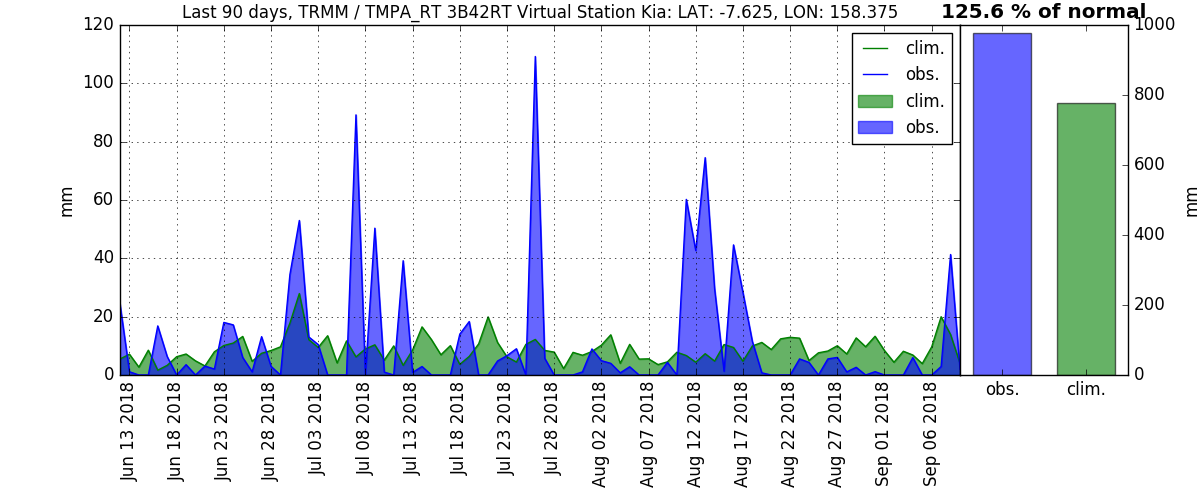 Last 90 days, TRMM / TMPA_RT 3B42RT Virtual Station Kia: LAT: -7.625, LON: 158.375
125.6 % of normal
120
100
80
60
40
20
0
mm
clim.
obs.
clim.
obs.
Jun 13 2018
Jun 18 2018
Jun 23 2018
Jun 28 2018
Jul 03 2018
Jul 08 2018
Jul 13 2018
Jul 18 2018
Jul 23 2018
Jul 28 2018
Aug 02 2018
Aug 07 2018
Aug 12 2018
Aug 17 2018
Aug 22 2018
Aug 27 2018
Sep 01 2018
Sep 06 2018
obs.
clim.
1000
800
600
400
200
0
mm